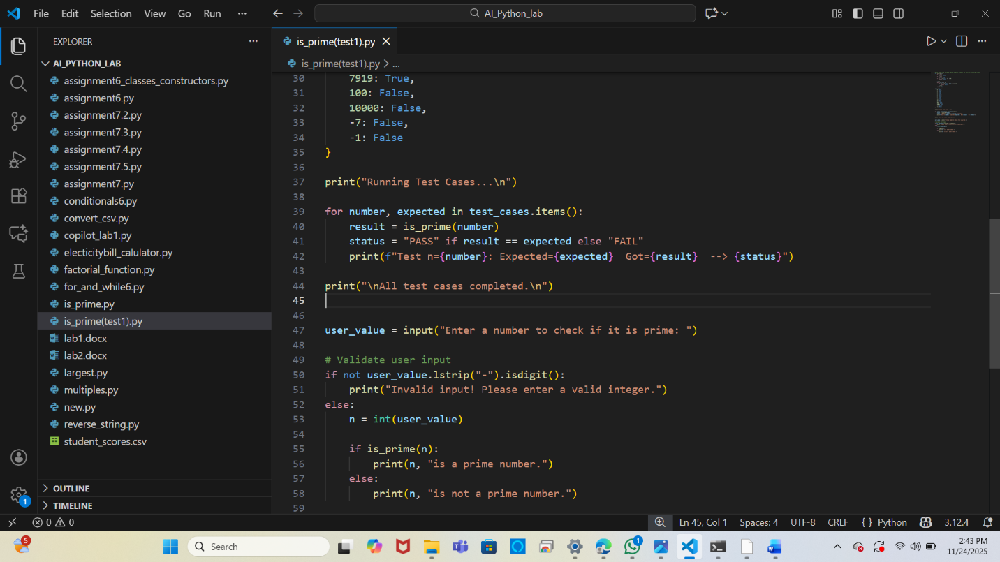 File Edit Selection View Go Run ··· AI_Python_lab
EXPLORER ···
AI_PYTHON_LAB
assignment6_classes_constructors.py
assignment6.py
assignment7.2.py
assignment7.3.py
assignment7.4.py
assignment7.5.py
assignment7.py
conditionals6.py
convert_csv.py
copilot_lab1.py
electicitybill_calulator.py
factorial_function.py
for_and_while6.py
is_prime.py
is_prime(test1).py
lab1.docx
lab2.docx
largest.py
multiples.py
new.py
reverse_string.py
student_scores.csv
OUTLINE
TIMELINE
1
is_prime(test1).py
is_prime(test1).py > ...
30 7919: True,
31 100: False,
32 10000: False,
33 -7: False,
34 -1: False
35 }
36
37 print("Running Test Cases...\n")
38
39 for number, expected in test_cases.items():
40 result = is_prime(number)
41 status = "PASS" if result == expected else "FAIL"
42 print(f"Test n={number}: Expected={expected}  Got={result}  --> {status}")
43
44 print("\nAll test cases completed.\n")
45
46
47 user_value = input("Enter a number to check if it is prime: ")
48
49 # Validate user input
50 if not user_value.lstrip("-").isdigit():
51 print("Invalid input! Please enter a valid integer.")
52 else:
53 n = int(user_value)
54
55 if is_prime(n):
56 print(n, "is a prime number.")
57 else:
58 print(n, "is not a prime number.")
59
0 0 Ln 45, Col 1 Spaces: 4 UTF-8 CRLF { } Python 3.12.4
5 Search 1 2:43 PM
11/24/2025